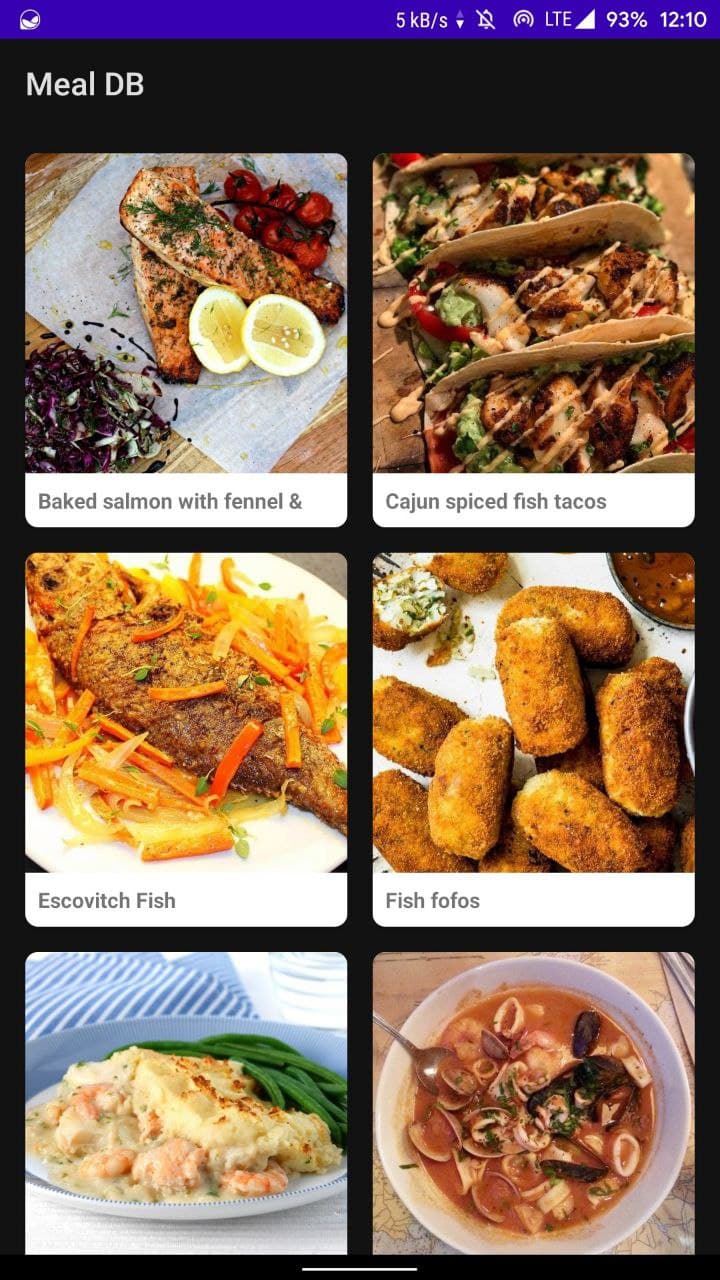 5 kB/s LTE 93% 12:10
Meal DB
Baked salmon with fennel &
Cajun spiced fish tacos
Escovitch Fish
Fish fofos